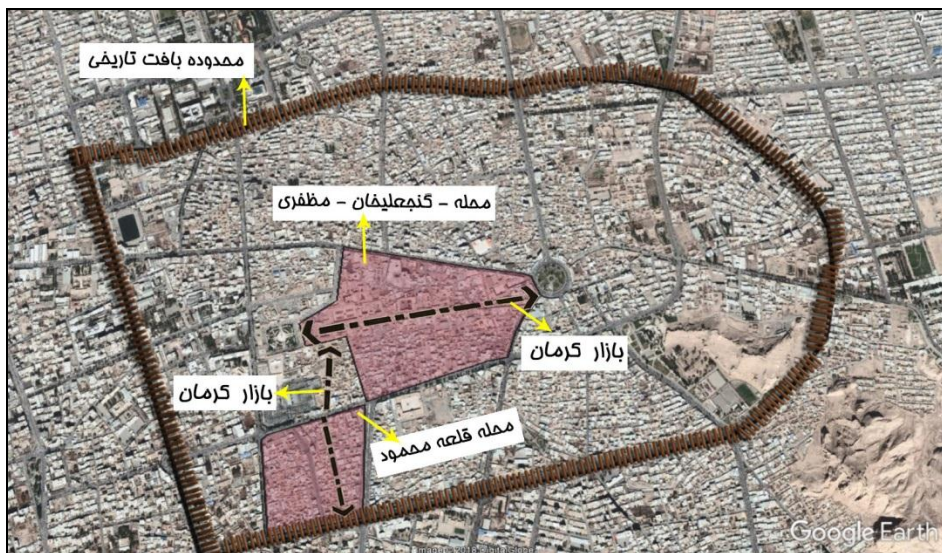 محدوده بافت تاریخی
محله - گنجعلیخان - مظفری
بازار کرمان
بازار کرمان
محله قلعه محمود
N
Google Earth